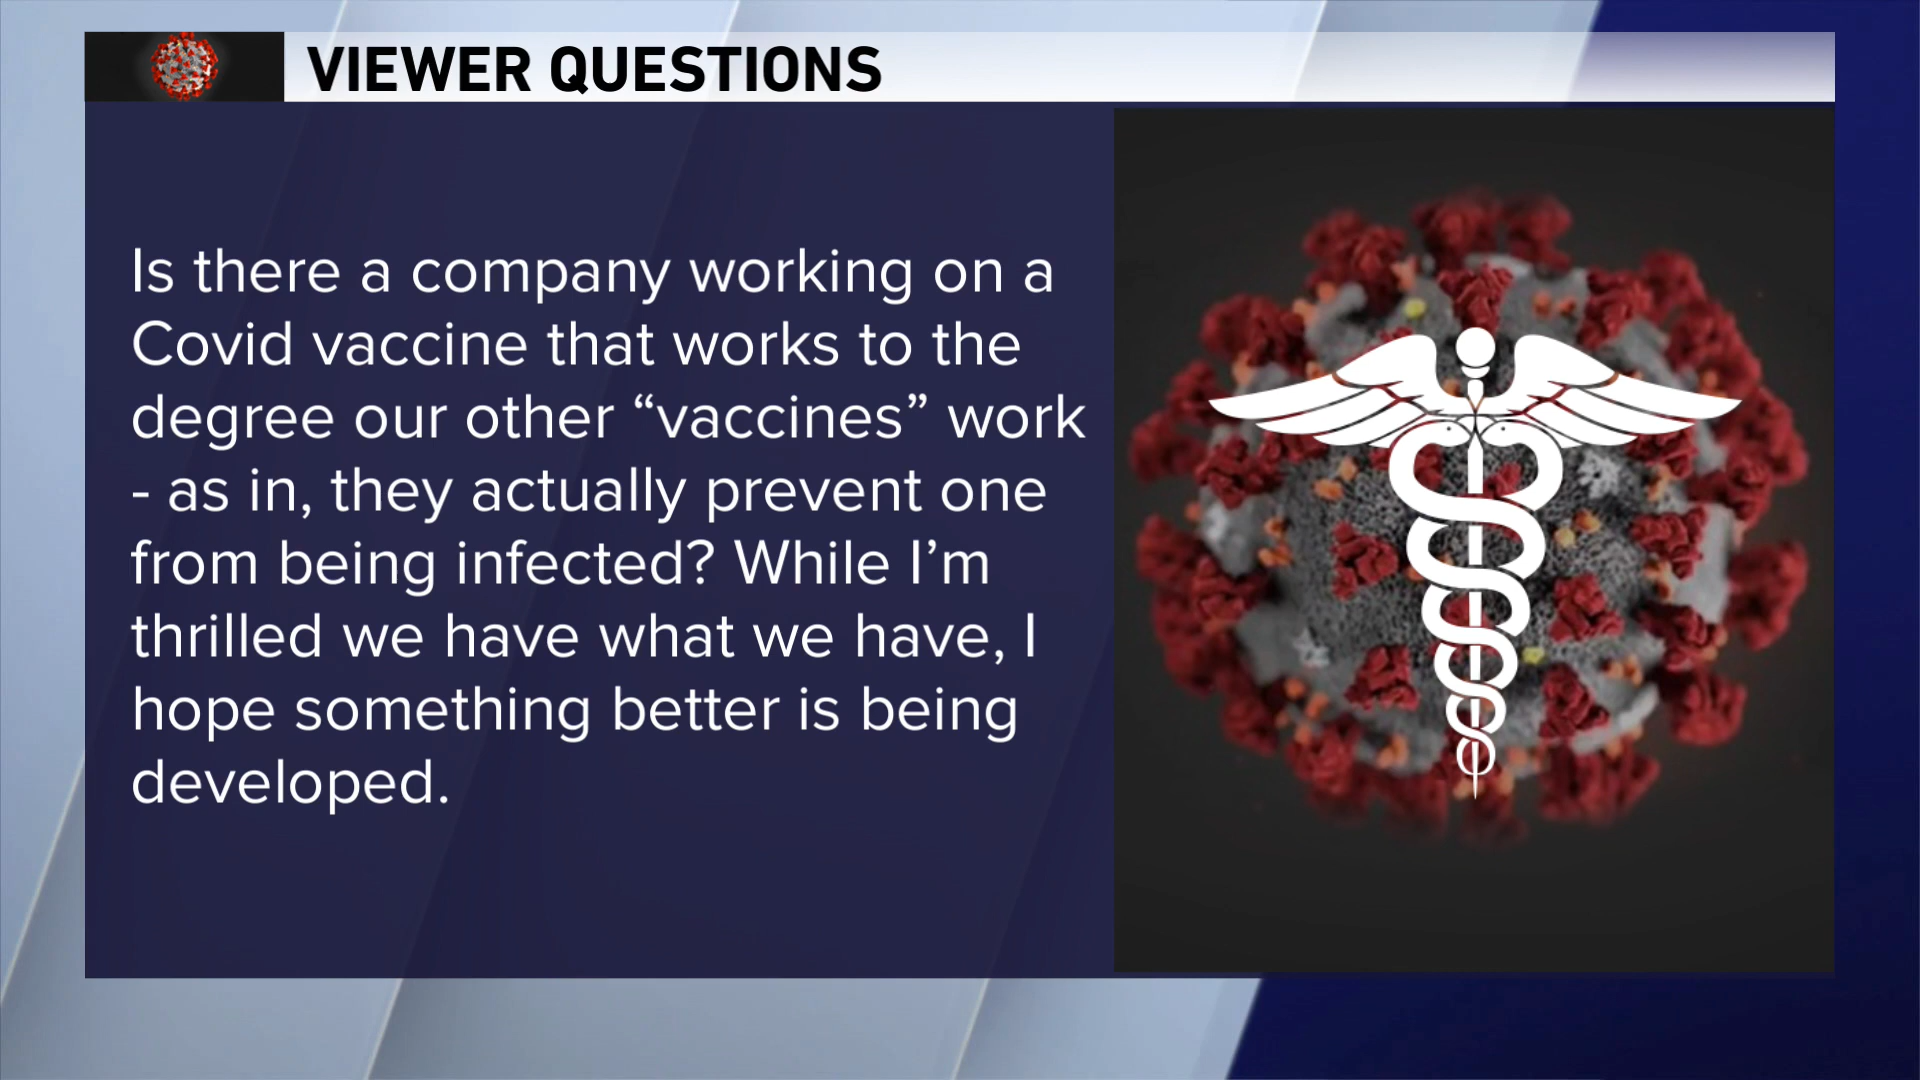 VIEWER QUESTIONS
Is there a company working on a
Covid vaccine that works to the
degree our other “vaccines” work
- as in, they actually prevent one
from being infected? While I’m
thrilled we have what we have, I
hope something better is being
developed.